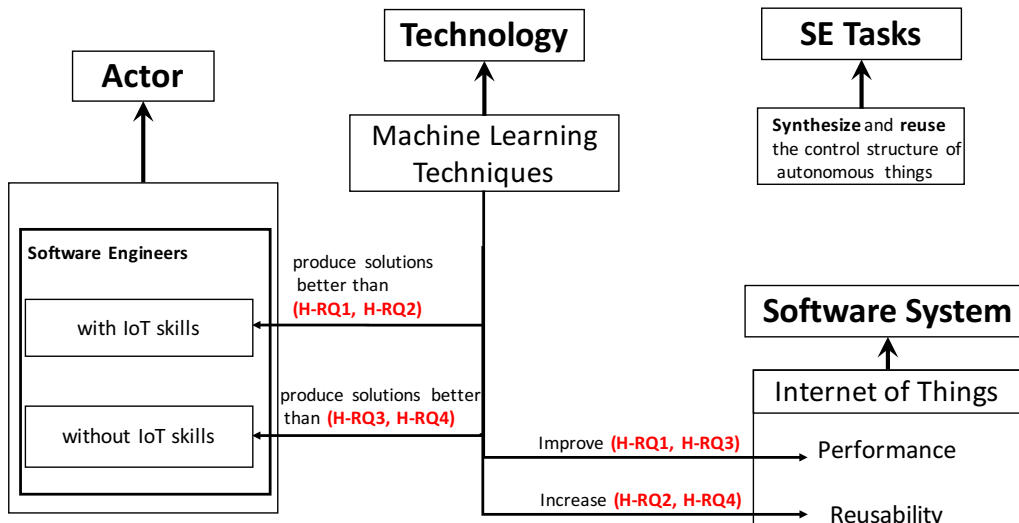 Technology
SE Tasks
Actor
Machine Learning
Techniques
Synthesize and reuse
the control structure of
autonomous things
Software Engineers
produce solutions
better than
(H-RQ1, H-RQ2)
with IoT skills
Software System
Internet of Things
produce solutions better
than (H-RQ3, H-RQ4)
without IoT skills
Improve (H-RQ1, H-RQ3)
Performance
Increase (H-RQ2, H-RQ4)
Reusability